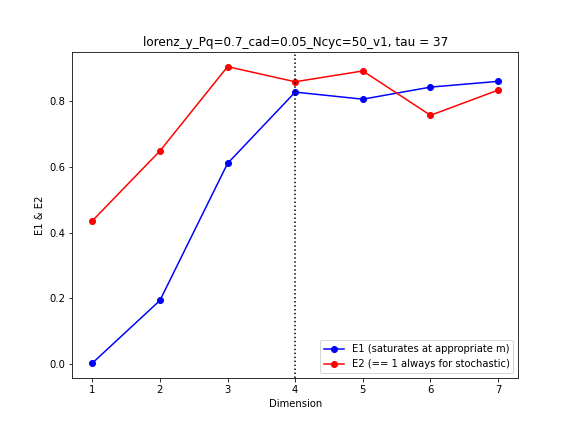 lorenz_y_Pq=0.7_cad=0.05_Ncyc=50_v1, tau = 37
E1 & E2
0.8
0.6
0.4
0.2
0.0
E1 (saturates at appropriate m)
E2 (== 1 always for stochastic)
1 2 3 4 5 6 7
Dimension